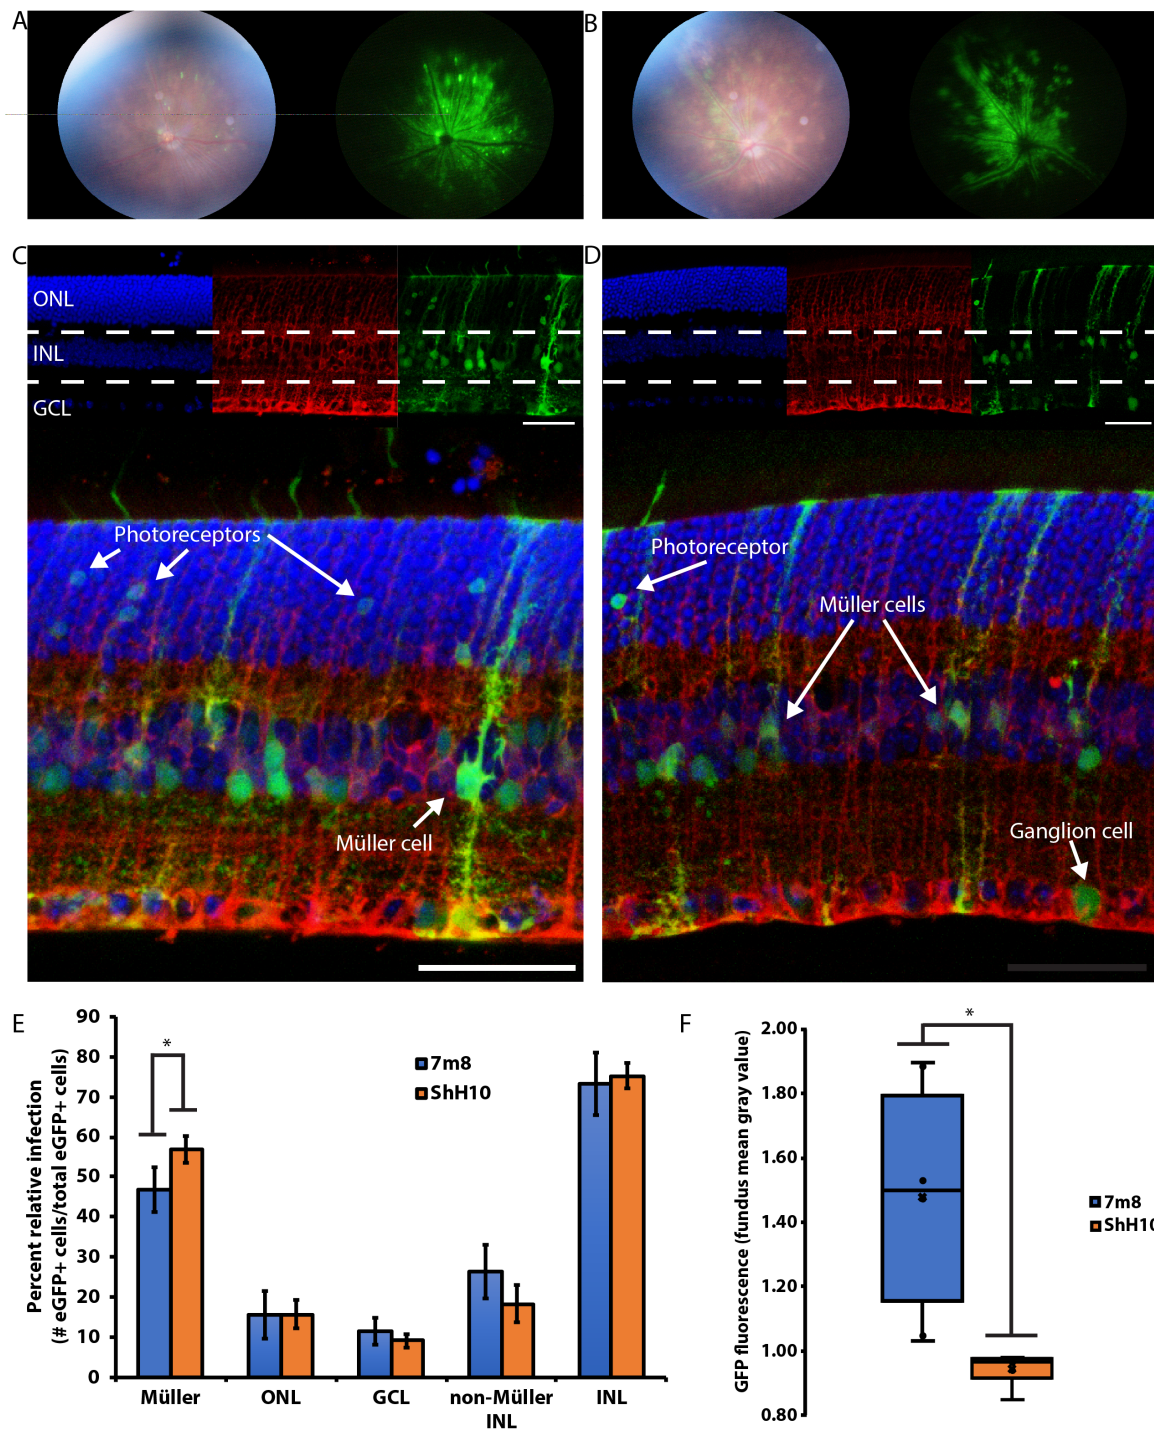 A
B
C
D
ONL
INL
GCL
Photoreceptors
Müller cell
Photoreceptor
Müller cells
Ganglion cell
E
Percent relative infection
(# eGFP+ cells/total eGFP+ cells)
90
80
70
60
50
40
30
20
10
0
*
7m8
ShH10
Müller
ONL
GCL
non-Müller
INL
INL
F
GFP fluorescence (fundus mean gray value)
2.00
1.80
1.60
1.40
1.20
1.00
0.80
*
7m8
ShH10